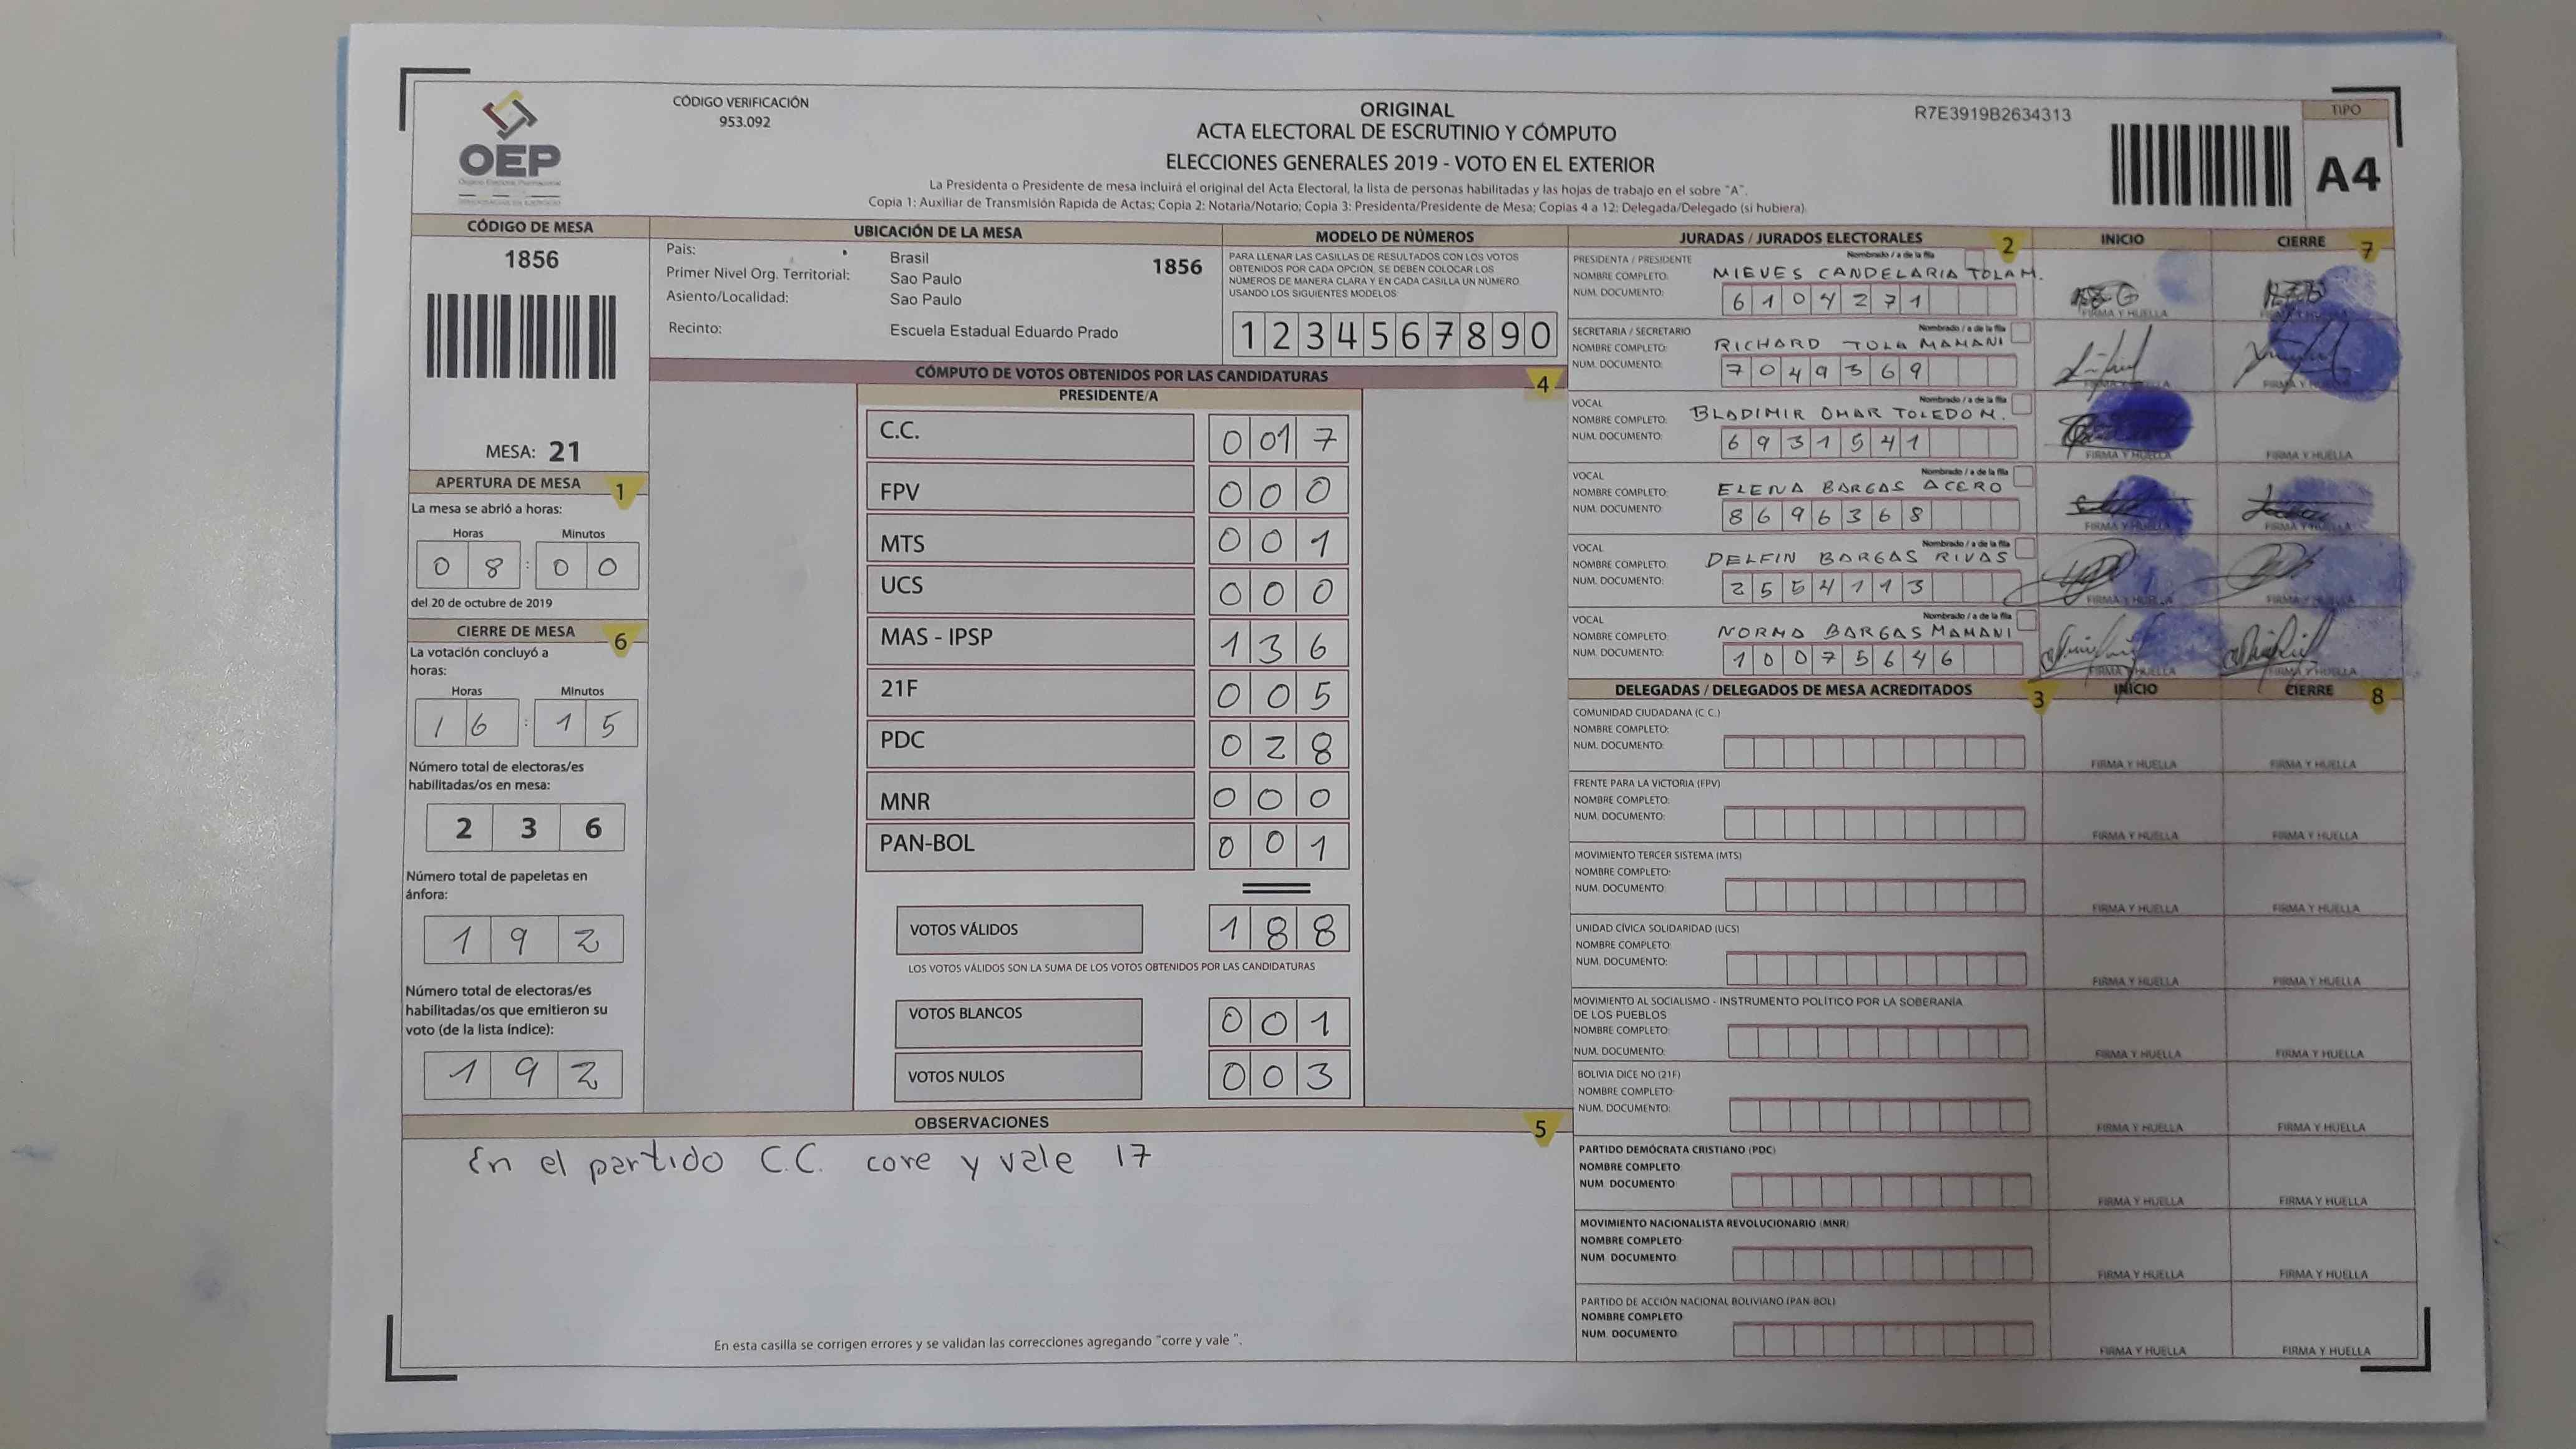 OEP
CÓDIGO VERIFICACIÓN
953.092
ORIGINAL
ACTA ELECTORAL DE ESCRUTINIO Y CÓMPUTO
ELECCIONES GENERALES 2019 - VOTO EN EL EXTERIOR
La Presidenta o Presidente de mesa incluirá el original del Acta Electoral, la lista de personas habilitadas y las hojas de trabajo en el sobre "A".
Copia 1: Auxiliar de Transmisión Rapida de Actas; Copia 2: Notaria/Notario; Copia 3: Presidenta/Presidente de Mesa; Copias 4 a 12: Delegada/Delegado (si hubiera)
R7E3919B2634313
TIPO
A4
CÓDIGO DE MESA
1856
MESA: 21
APERTURA DE MESA 1
La mesa se abrió a horas:
Horas Minutos
0 8 : 0 0
del 20 de octubre de 2019
CIERRE DE MESA 6
La votación concluyó a
horas:
Horas Minutos
1 6 : 1 5
Número total de electoras/es
habilitadas/os en mesa:
2 3 6
Número total de papeletas en
ánfora:
1 9 2
Número total de electoras/es
habilitadas/os que emitieron su
voto (de la lista índice):
1 9 2
UBICACIÓN DE LA MESA
País: Brasil 1856
Primer Nivel Org. Territorial: Sao Paulo
Asiento/Localidad: Sao Paulo
Recinto: Escuela Estadual Eduardo Prado
MODELO DE NÚMEROS
PARA LLENAR LAS CASILLAS DE RESULTADOS CON LOS VOTOS
OBTENIDOS POR CADA OPCIÓN, SE DEBEN COLOCAR LOS
NÚMEROS DE MANERA CLARA Y EN CADA CASILLA UN NÚMERO
USANDO LOS SIGUIENTES MODELOS:
1 2 3 4 5 6 7 8 9 0
CÓMPUTO DE VOTOS OBTENIDOS POR LAS CANDIDATURAS 4
PRESIDENTE/A
C.C. 0 01 7
FPV 0 0 0
MTS 0 0 1
UCS 0 0 0
MAS - IPSP 1 3 6
21F 0 0 5
PDC 0 2 8
MNR 0 0 0
PAN-BOL 0 0 1
VOTOS VÁLIDOS 1 8 8
LOS VOTOS VÁLIDOS SON LA SUMA DE LOS VOTOS OBTENIDOS POR LAS CANDIDATURAS
VOTOS BLANCOS 0 0 1
VOTOS NULOS 0 0 3
OBSERVACIONES 5
En el partido C.C. core y vale 17
En esta casilla se corrigen errores y se validan las correcciones agregando "corre y vale ".
JURADAS / JURADOS ELECTORALES 2 INICIO CIERRE 7
PRESIDENTA / PRESIDENTE Nombrado / a de la fila
NOMBRE COMPLETO: NIEVES CANDELARIA TOLA M.
NUM. DOCUMENTO: 6 1 0 4 2 7 1
FIRMA Y HUELLA FIRMA Y HUELLA
SECRETARIA / SECRETARIO Nombrado / a de la fila
NOMBRE COMPLETO: RICHARD TOLA MAMANI
NUM. DOCUMENTO: 7 0 4 9 3 6 9
FIRMA Y HUELLA FIRMA Y HUELLA
VOCAL Nombrado / a de la fila
NOMBRE COMPLETO: BLADIMIR OMAR TOLEDO M.
NUM. DOCUMENTO: 6 9 3 1 5 4 1
FIRMA Y HUELLA FIRMA Y HUELLA
VOCAL Nombrado / a de la fila
NOMBRE COMPLETO: ELENA BARGAS ACERO
NUM. DOCUMENTO: 8 6 9 6 3 6 8
FIRMA Y HUELLA FIRMA Y HUELLA
VOCAL Nombrado / a de la fila
NOMBRE COMPLETO: DELFIN BARGAS RIVAS
NUM. DOCUMENTO: 2 5 5 4 1 1 3
FIRMA Y HUELLA FIRMA Y HUELLA
VOCAL Nombrado / a de la fila
NOMBRE COMPLETO: NORMA BARGAS MAMANI
NUM. DOCUMENTO: 1 0 0 7 5 6 4 6
FIRMA Y HUELLA FIRMA Y HUELLA
DELEGADAS / DELEGADOS DE MESA ACREDITADOS 3 INICIO CIERRE 8
COMUNIDAD CIUDADANA (C.C.)
NOMBRE COMPLETO:
NUM. DOCUMENTO:
FIRMA Y HUELLA FIRMA Y HUELLA
FRENTE PARA LA VICTORIA (FPV)
NOMBRE COMPLETO:
NUM. DOCUMENTO:
FIRMA Y HUELLA FIRMA Y HUELLA
MOVIMIENTO TERCER SISTEMA (MTS)
NOMBRE COMPLETO:
NUM. DOCUMENTO:
FIRMA Y HUELLA FIRMA Y HUELLA
UNIDAD CÍVICA SOLIDARIDAD (UCS)
NOMBRE COMPLETO:
NUM. DOCUMENTO:
FIRMA Y HUELLA FIRMA Y HUELLA
MOVIMIENTO AL SOCIALISMO - INSTRUMENTO POLÍTICO POR LA SOBERANÍA
DE LOS PUEBLOS
NOMBRE COMPLETO:
NUM. DOCUMENTO:
FIRMA Y HUELLA FIRMA Y HUELLA
BOLIVIA DICE NO (21F)
NOMBRE COMPLETO:
NUM. DOCUMENTO:
FIRMA Y HUELLA FIRMA Y HUELLA
PARTIDO DEMÓCRATA CRISTIANO (PDC)
NOMBRE COMPLETO
NUM. DOCUMENTO
FIRMA Y HUELLA FIRMA Y HUELLA
MOVIMIENTO NACIONALISTA REVOLUCIONARIO (MNR)
NOMBRE COMPLETO
NUM. DOCUMENTO
FIRMA Y HUELLA FIRMA Y HUELLA
PARTIDO DE ACCIÓN NACIONAL BOLIVIANO (PAN-BOL)
NOMBRE COMPLETO
NUM. DOCUMENTO
FIRMA Y HUELLA FIRMA Y HUELLA